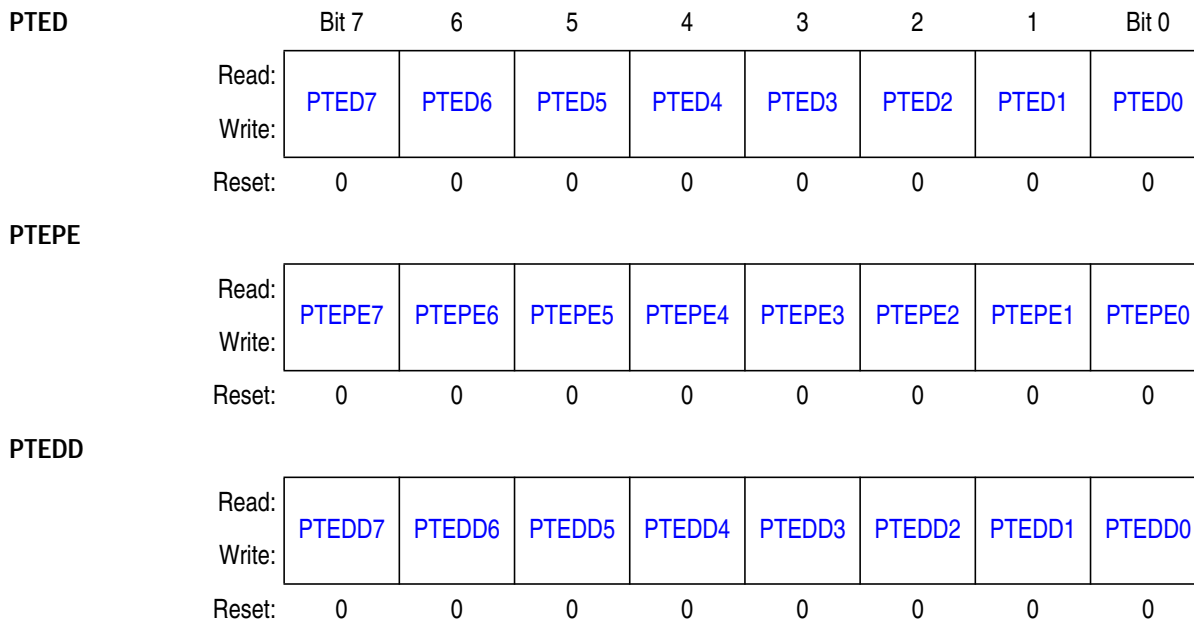 PTED Bit 7 6 5 4 3 2 1 Bit 0
Read:
PTED7 PTED6 PTED5 PTED4 PTED3 PTED2 PTED1 PTED0
Write:
Reset: 0 0 0 0 0 0 0 0
PTEPE
Read:
PTEPE7 PTEPE6 PTEPE5 PTEPE4 PTEPE3 PTEPE2 PTEPE1 PTEPE0
Write:
Reset: 0 0 0 0 0 0 0 0
PTEDD
Read:
PTEDD7 PTEDD6 PTEDD5 PTEDD4 PTEDD3 PTEDD2 PTEDD1 PTEDD0
Write:
Reset: 0 0 0 0 0 0 0 0